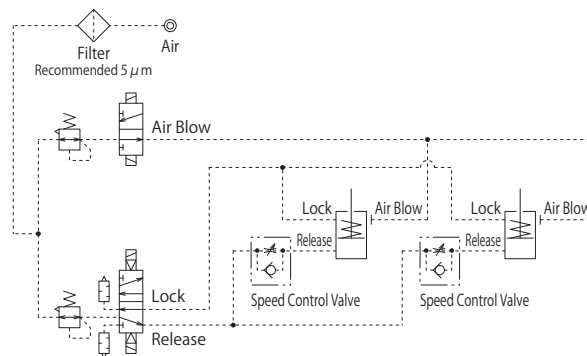 Filter
Air
Recommended 5 μm
Air Blow
Lock
Air Blow
Lock
Air Blow
Release
Release
Lock
Speed Control Valve
Speed Control Valve
Release